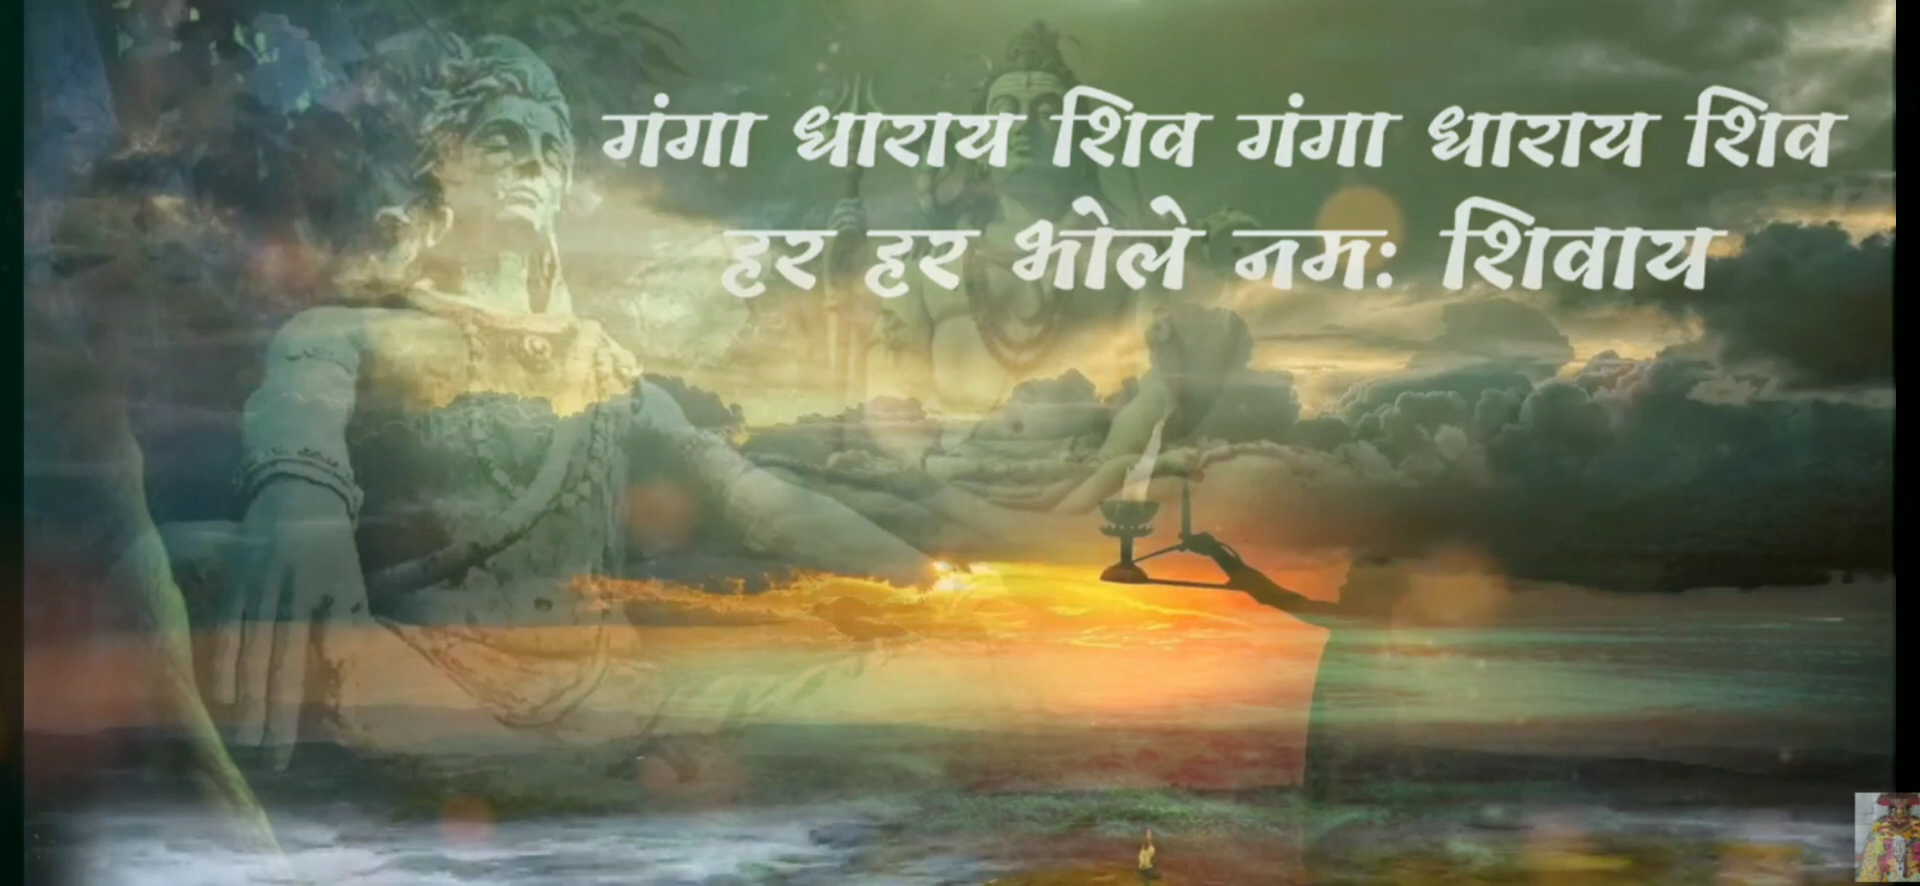 गंगा धाराय शिव गंगा धाराय शिव
हर हर भोले नमः शिवाय